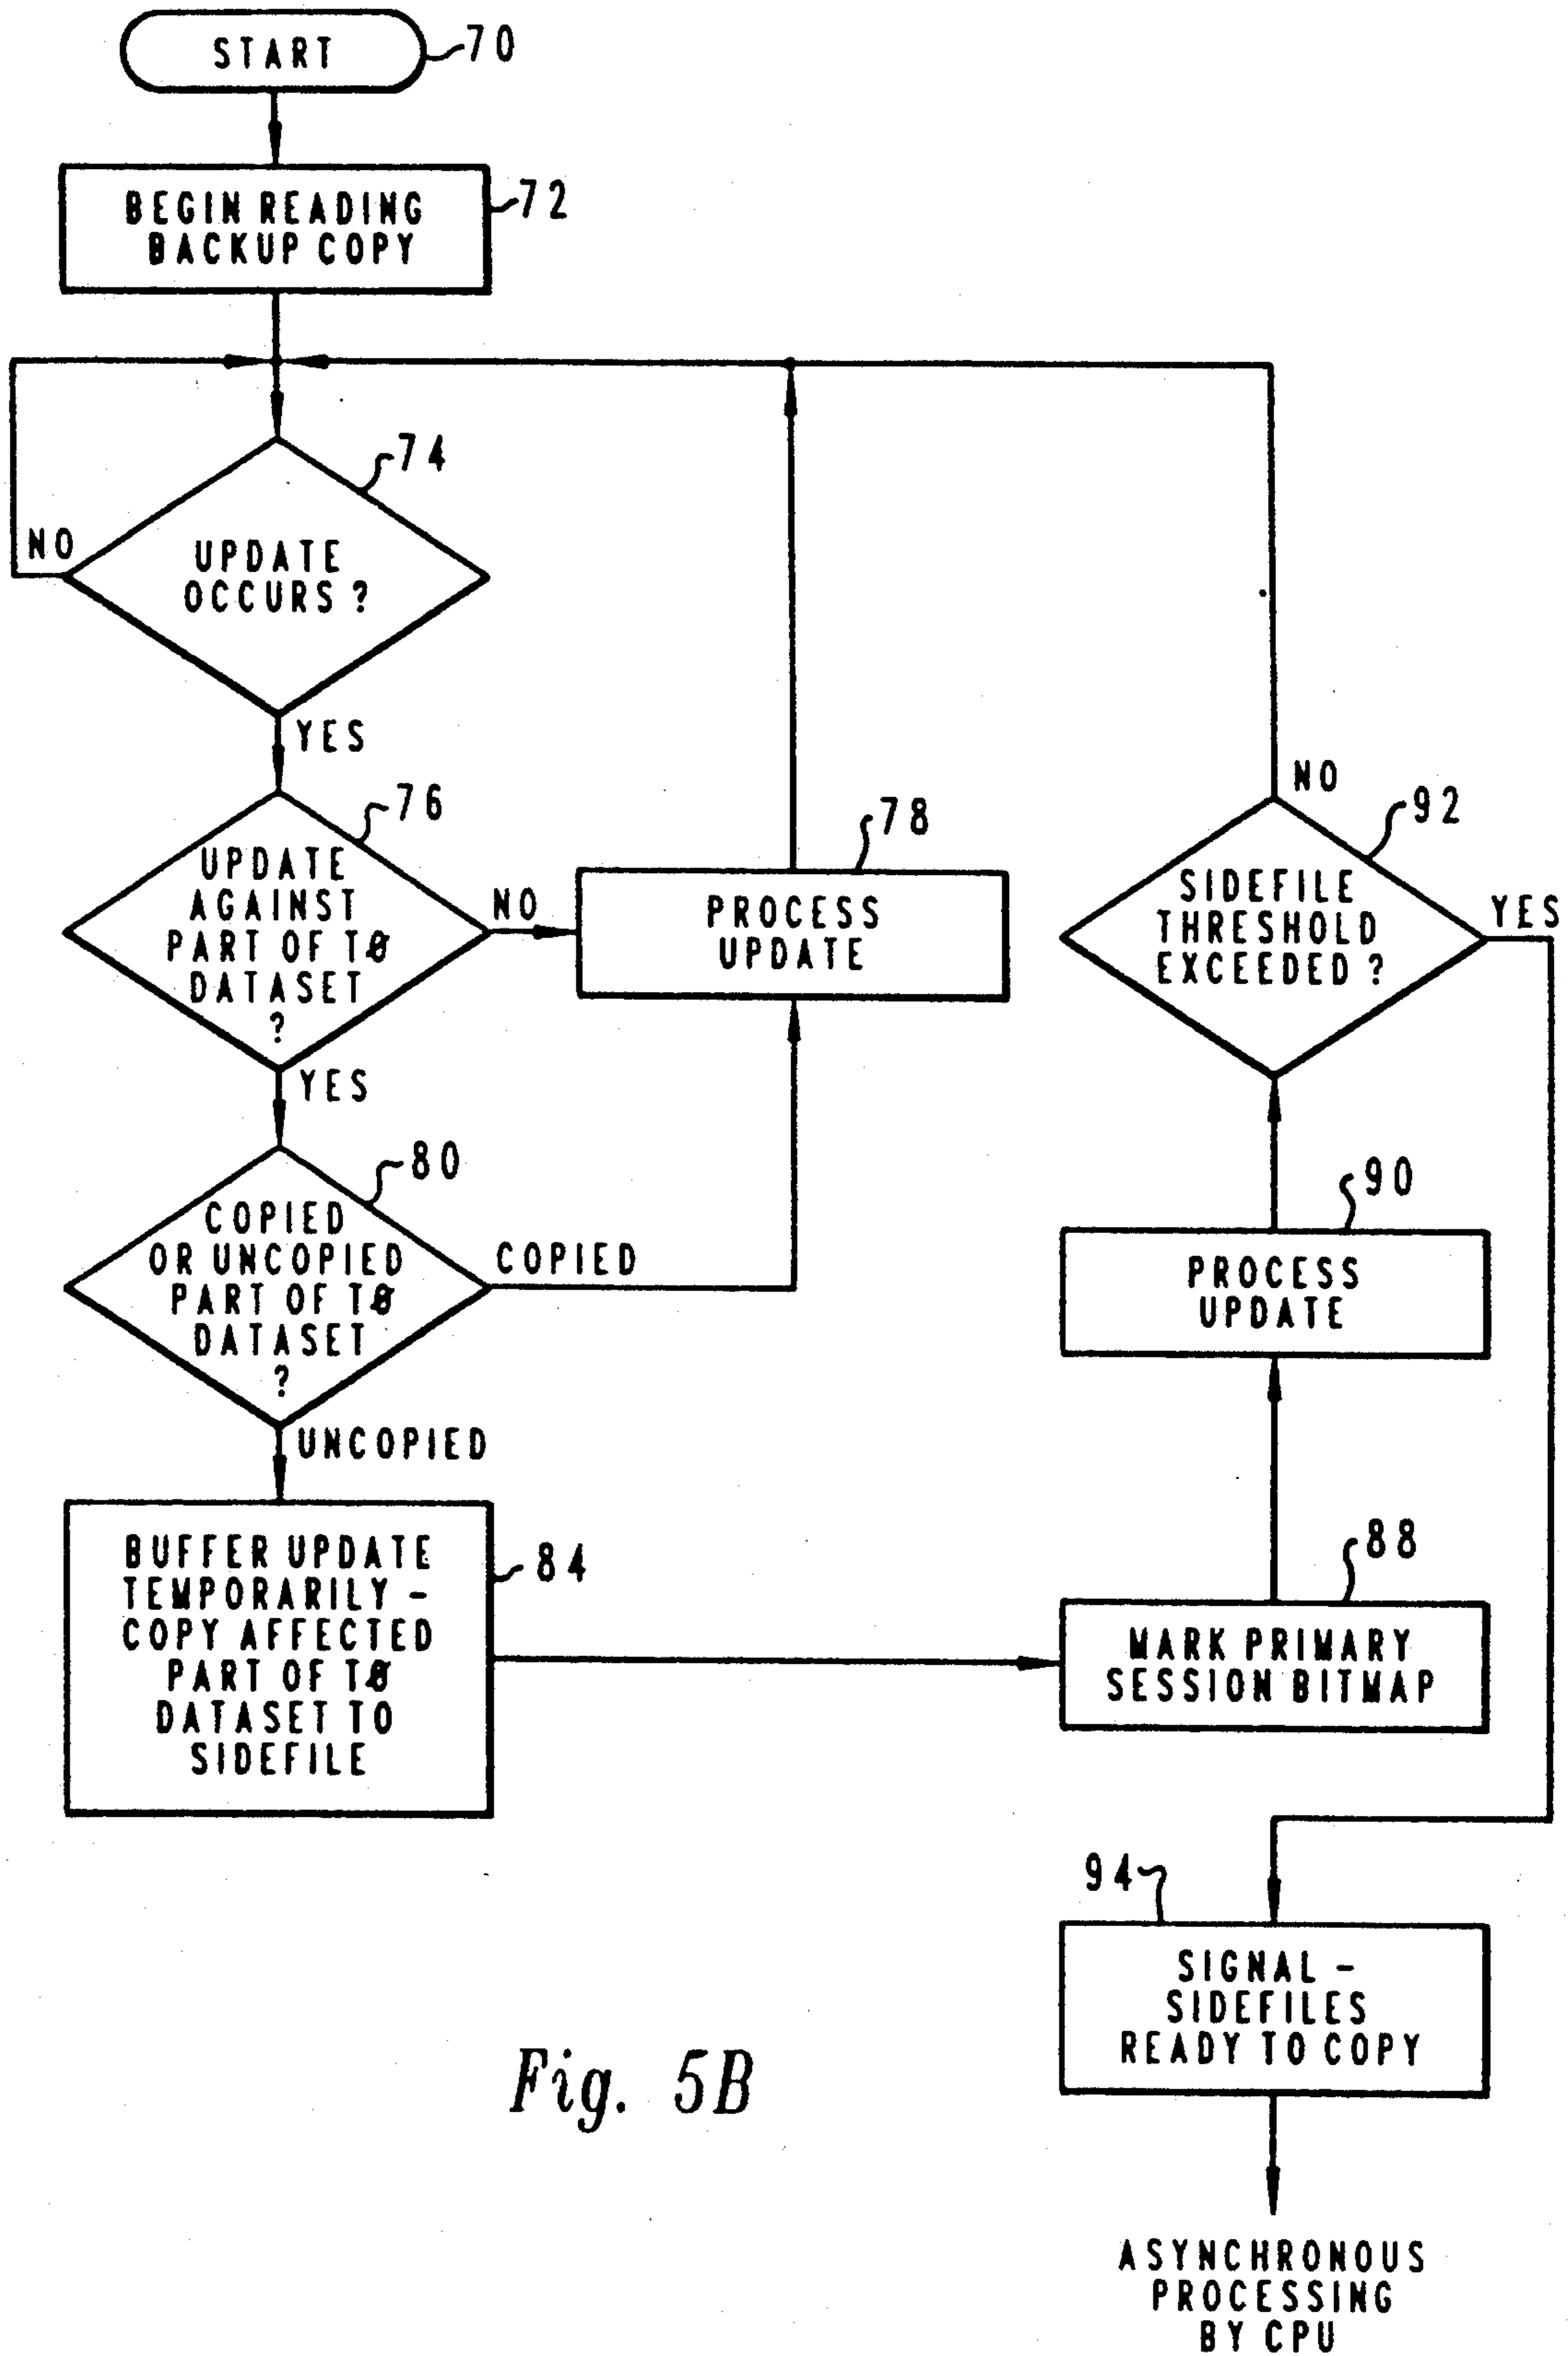 START
70
BEGIN READING
BACKUP COPY
72
74
UPDATE
OCCURS?
NO
YES
76
UPDATE
AGAINST
PART OF T0
DATASET
?
NO
78
PROCESS
UPDATE
YES
80
COPIED
OR UNCOPIED
PART OF T0
DATASET
?
COPIED
UNCOPIED
BUFFER UPDATE
TEMPORARILY -
COPY AFFECTED
PART OF T0
DATASET TO
SIDEFILE
84
88
MARK PRIMARY
SESSION BITMAP
90
PROCESS
UPDATE
92
SIDEFILE
THRESHOLD
EXCEEDED?
NO
YES
94
SIGNAL -
SIDEFILES
READY TO COPY
ASYNCHRONOUS
PROCESSING
BY CPU
Fig. 5B